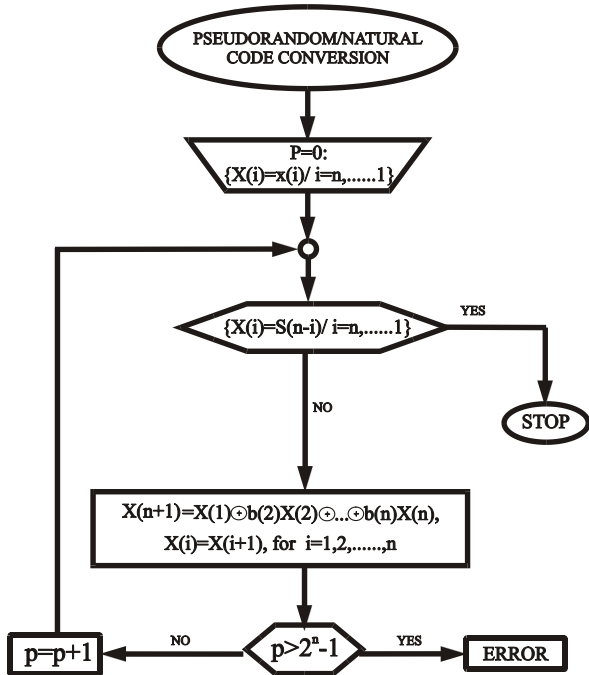 PSEUDORANDOM/NATURAL
CODE CONVERSION
P=0:
{X(i)=x(i)/ i=n,......1}
{X(i)=S(n-i)/ i=n,......1}
YES
STOP
NO
X(n+1)=X(1)⊙b(2)X(2)⊙...⊙b(n)X(n),
X(i)=X(i+1), for i=1,2,......,n
p=p+1
NO
p>2ⁿ-1
YES
ERROR